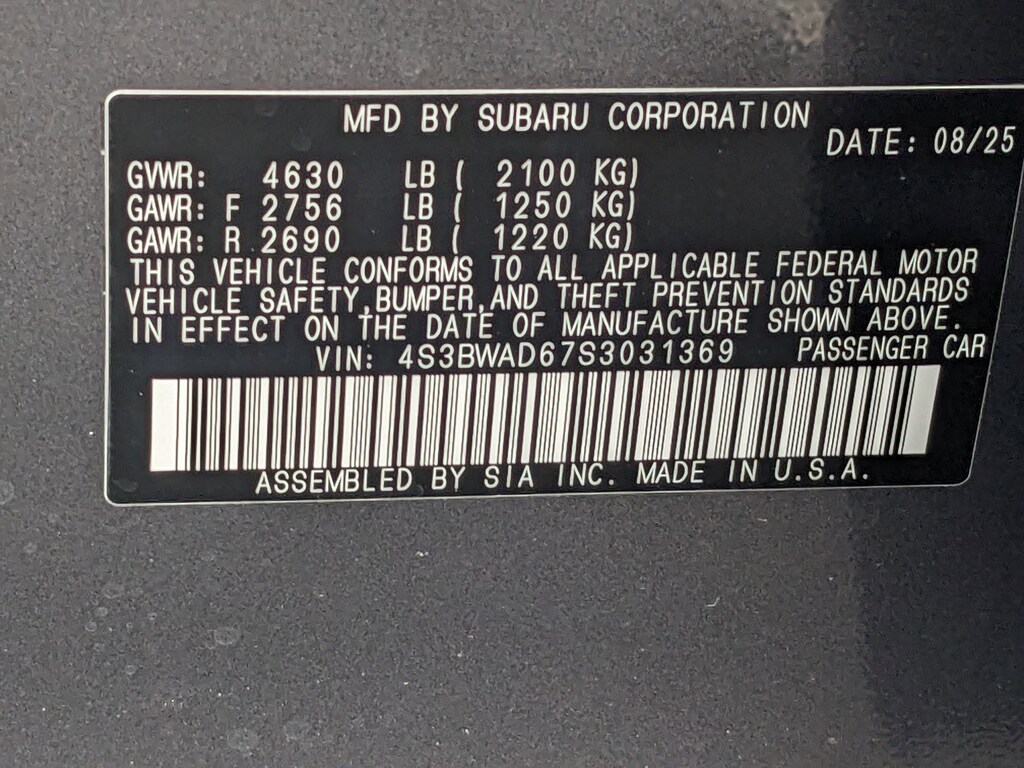 MFD BY SUBARU CORPORATION
DATE: 08/25
GVWR: 4630 LB ( 2100 KG)
GAWR: F 2756 LB ( 1250 KG)
GAWR: R 2690 LB ( 1220 KG)
THIS VEHICLE CONFORMS TO ALL APPLICABLE FEDERAL MOTOR
VEHICLE SAFETY,BUMPER,AND THEFT PREVENTION STANDARDS
IN EFFECT ON THE DATE OF MANUFACTURE SHOWN ABOVE.
VIN: 4S3BWAD67S3031369 PASSENGER CAR
ASSEMBLED BY SIA INC. MADE IN U.S.A.